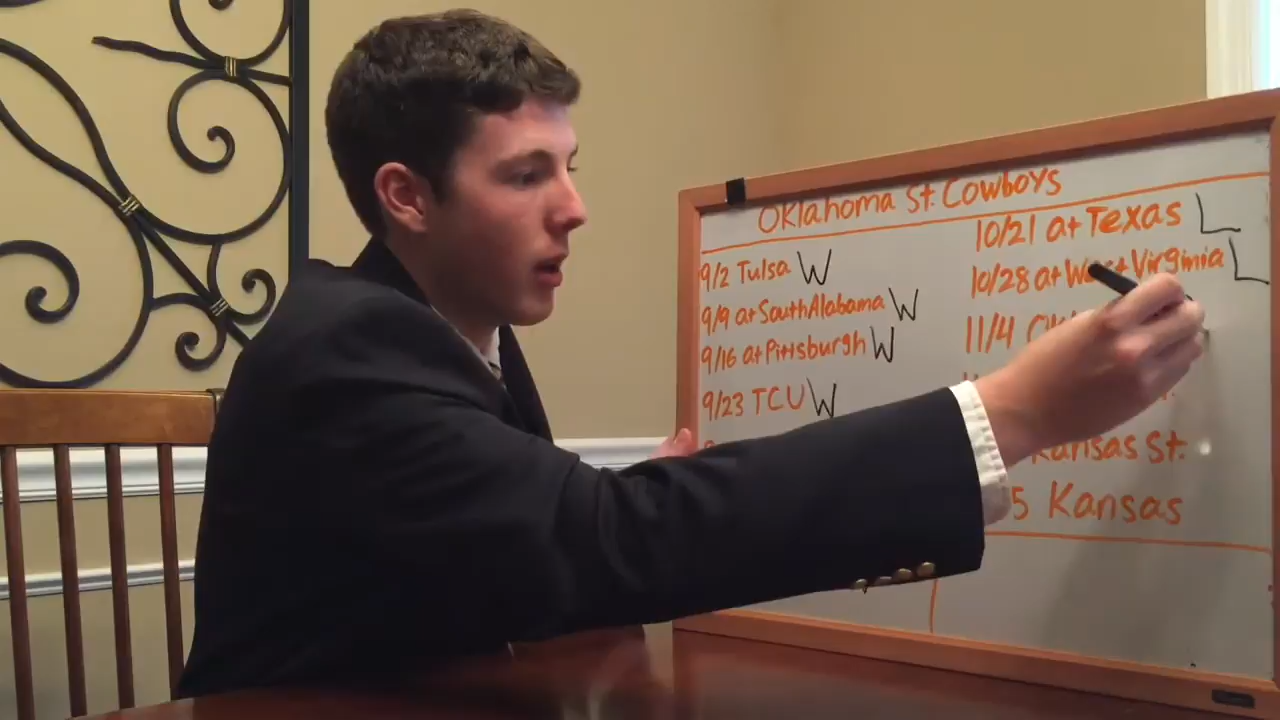 Oklahoma St. Cowboys
9/2 Tulsa W
9/9 at South Alabama W
9/16 at Pittsburgh W
9/23 TCU W
10/21 at Texas L
10/28 at West Virginia L
11/4
Kansas St.
5 Kansas